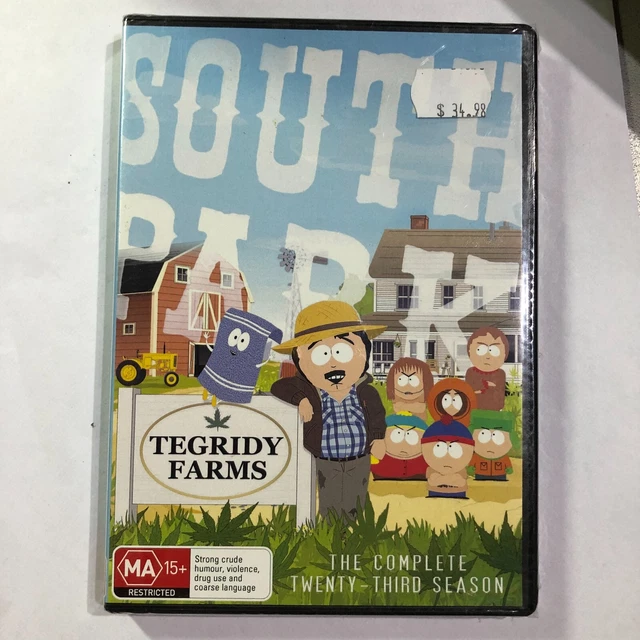 SOUTH
PARK
$ 34.98
TEGRIDY
FARMS
THE COMPLETE
TWENTY-THIRD SEASON
MA 15+
RESTRICTED
Strong crude
humour, violence,
drug use and
coarse language